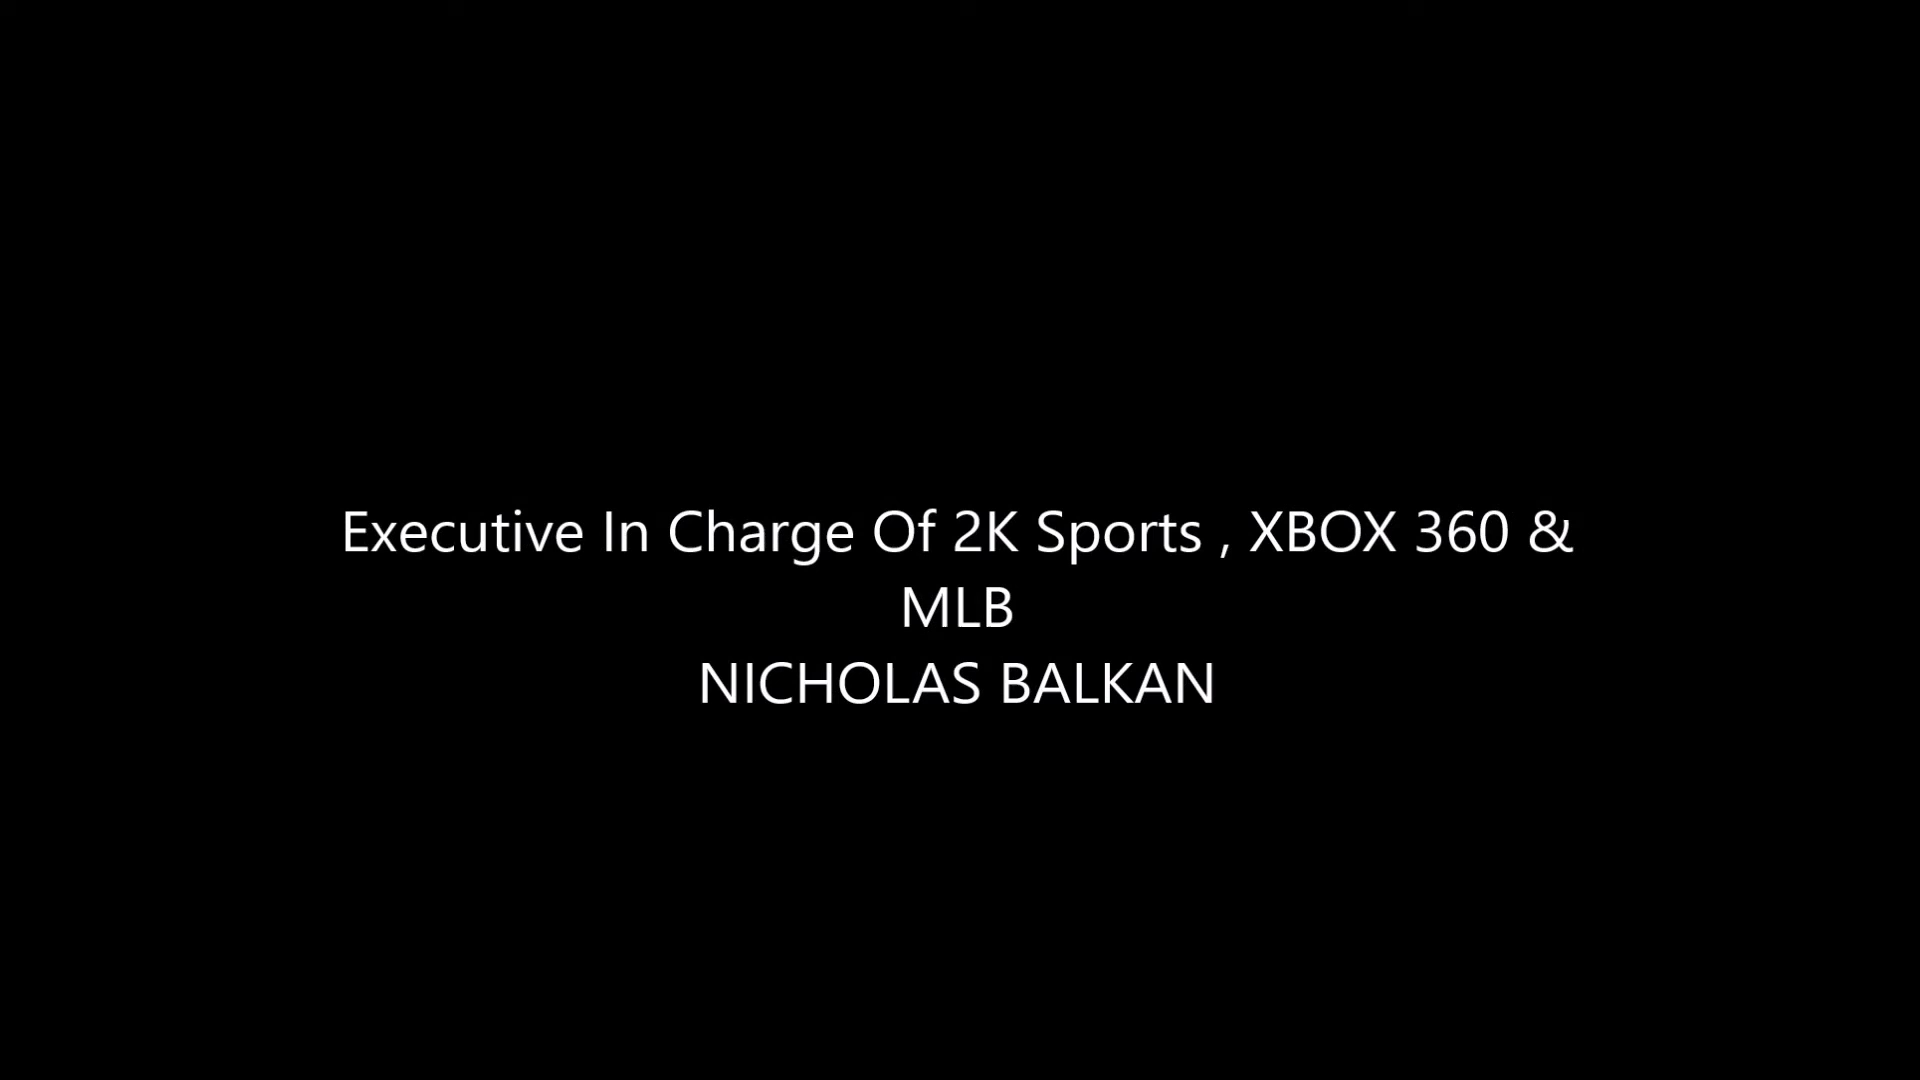 Executive In Charge Of 2K Sports , XBOX 360 &
MLB
NICHOLAS BALKAN